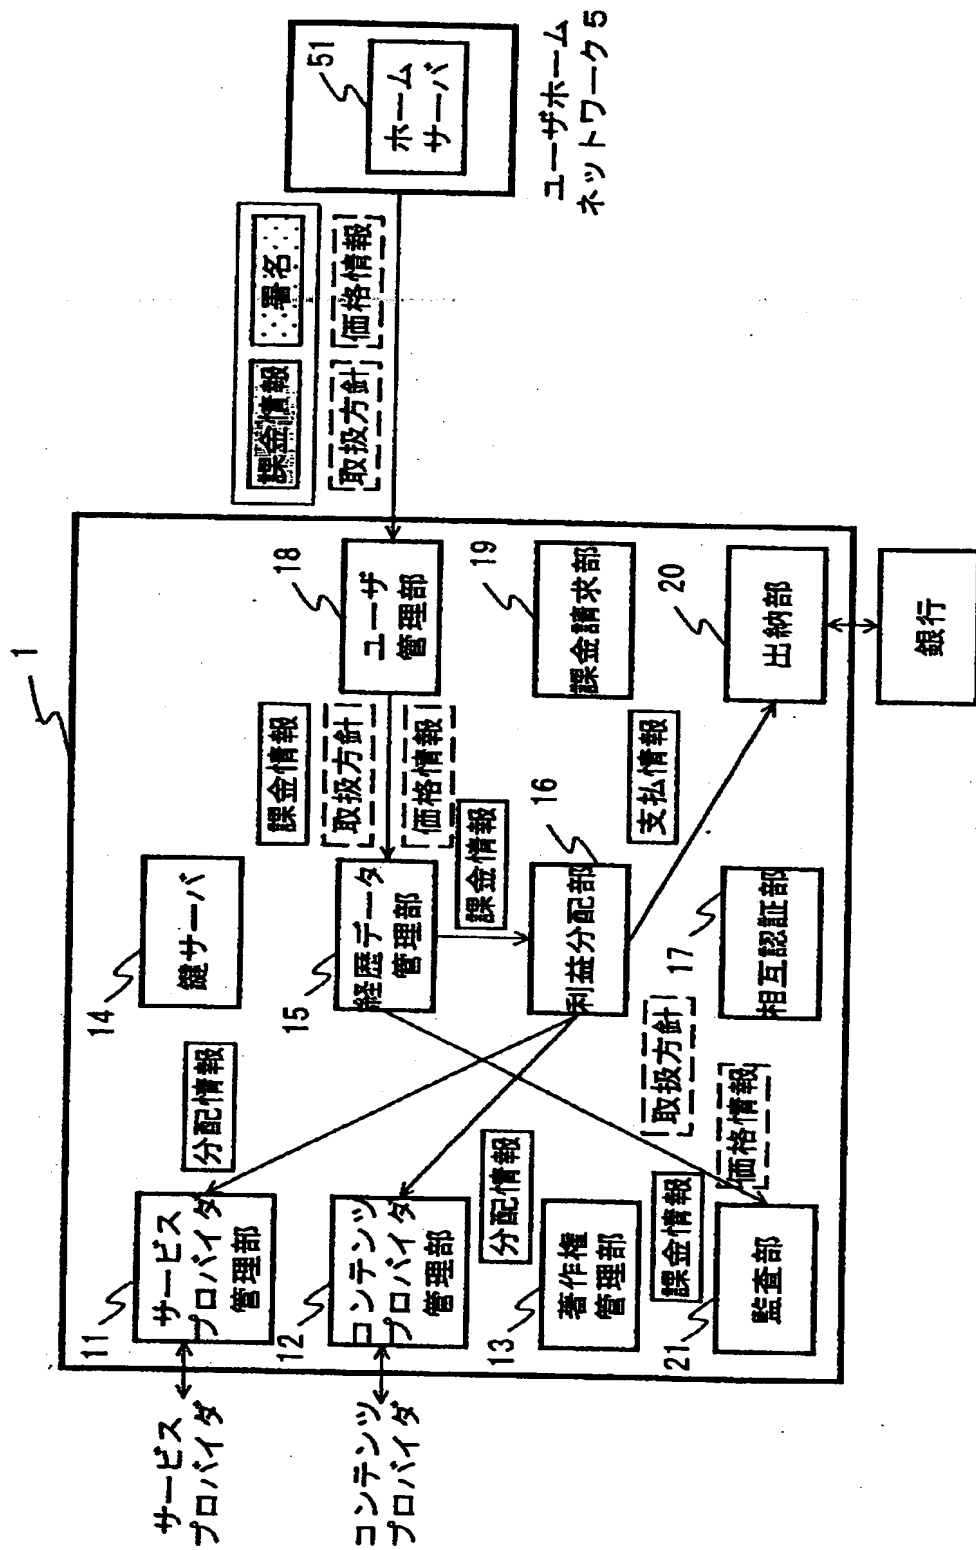 1
サービス
プロバイダ
コンテンツ
プロバイダ
11
サービス
プロバイダ
管理部
12
コンテンツ
プロバイダ
管理部
13
著作権
管理部
21
監査部
分配情報
分配情報
課金情報
取扱方針
価格情報
14
鍵サーバ
15
経歴データ
管理部
課金情報
16
利益分配部
17
相互認証部
課金情報
取扱方針
価格情報
支払情報
18
ユーザ
管理部
19
課金請求部
20
出納部
銀行
課金情報
署名
取扱方針
価格情報
51
ホーム
サーバ
ユーザホーム
ネットワーク5